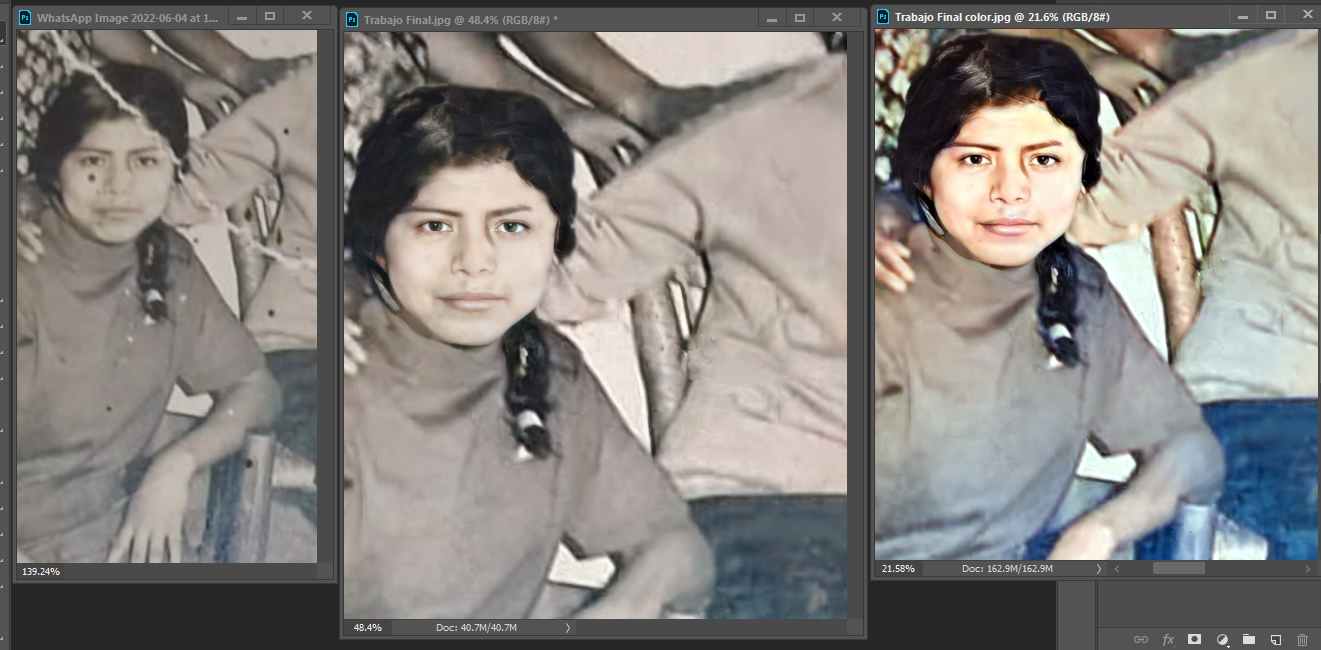 Ps WhatsApp Image 2022-06-04 at 1...
139.24%
Ps Trabajo Final.jpg @ 48.4% (RGB/8#) *
48.4% Doc: 40.7M/40.7M
Ps Trabajo Final color.jpg @ 21.6% (RGB/8#)
21.58% Doc: 162.9M/162.9M
fx